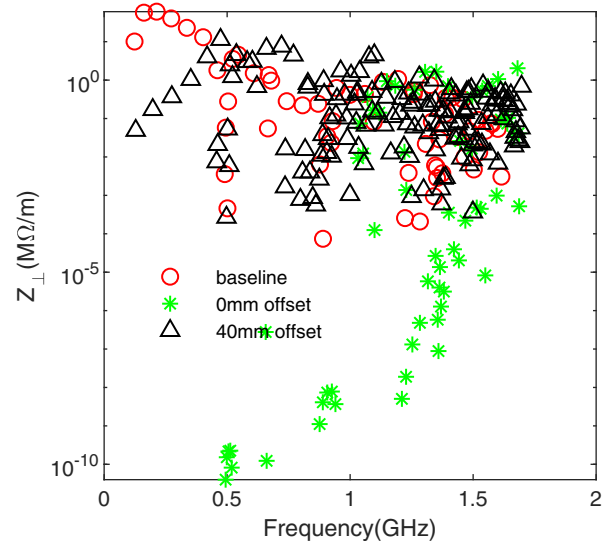 Z⊥(MΩ/m)
10^0
10^-5
10^-10
baseline
0mm offset
40mm offset
0
0.5
1
1.5
2
Frequency(GHz)